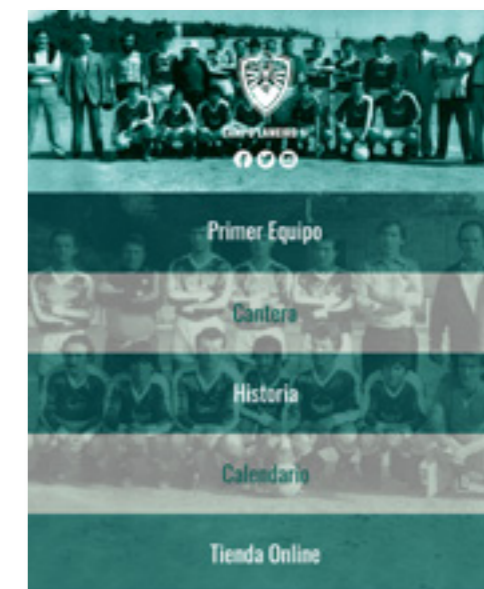 Primer Equipo
Cantera
Historia
Calendario
Tienda Online